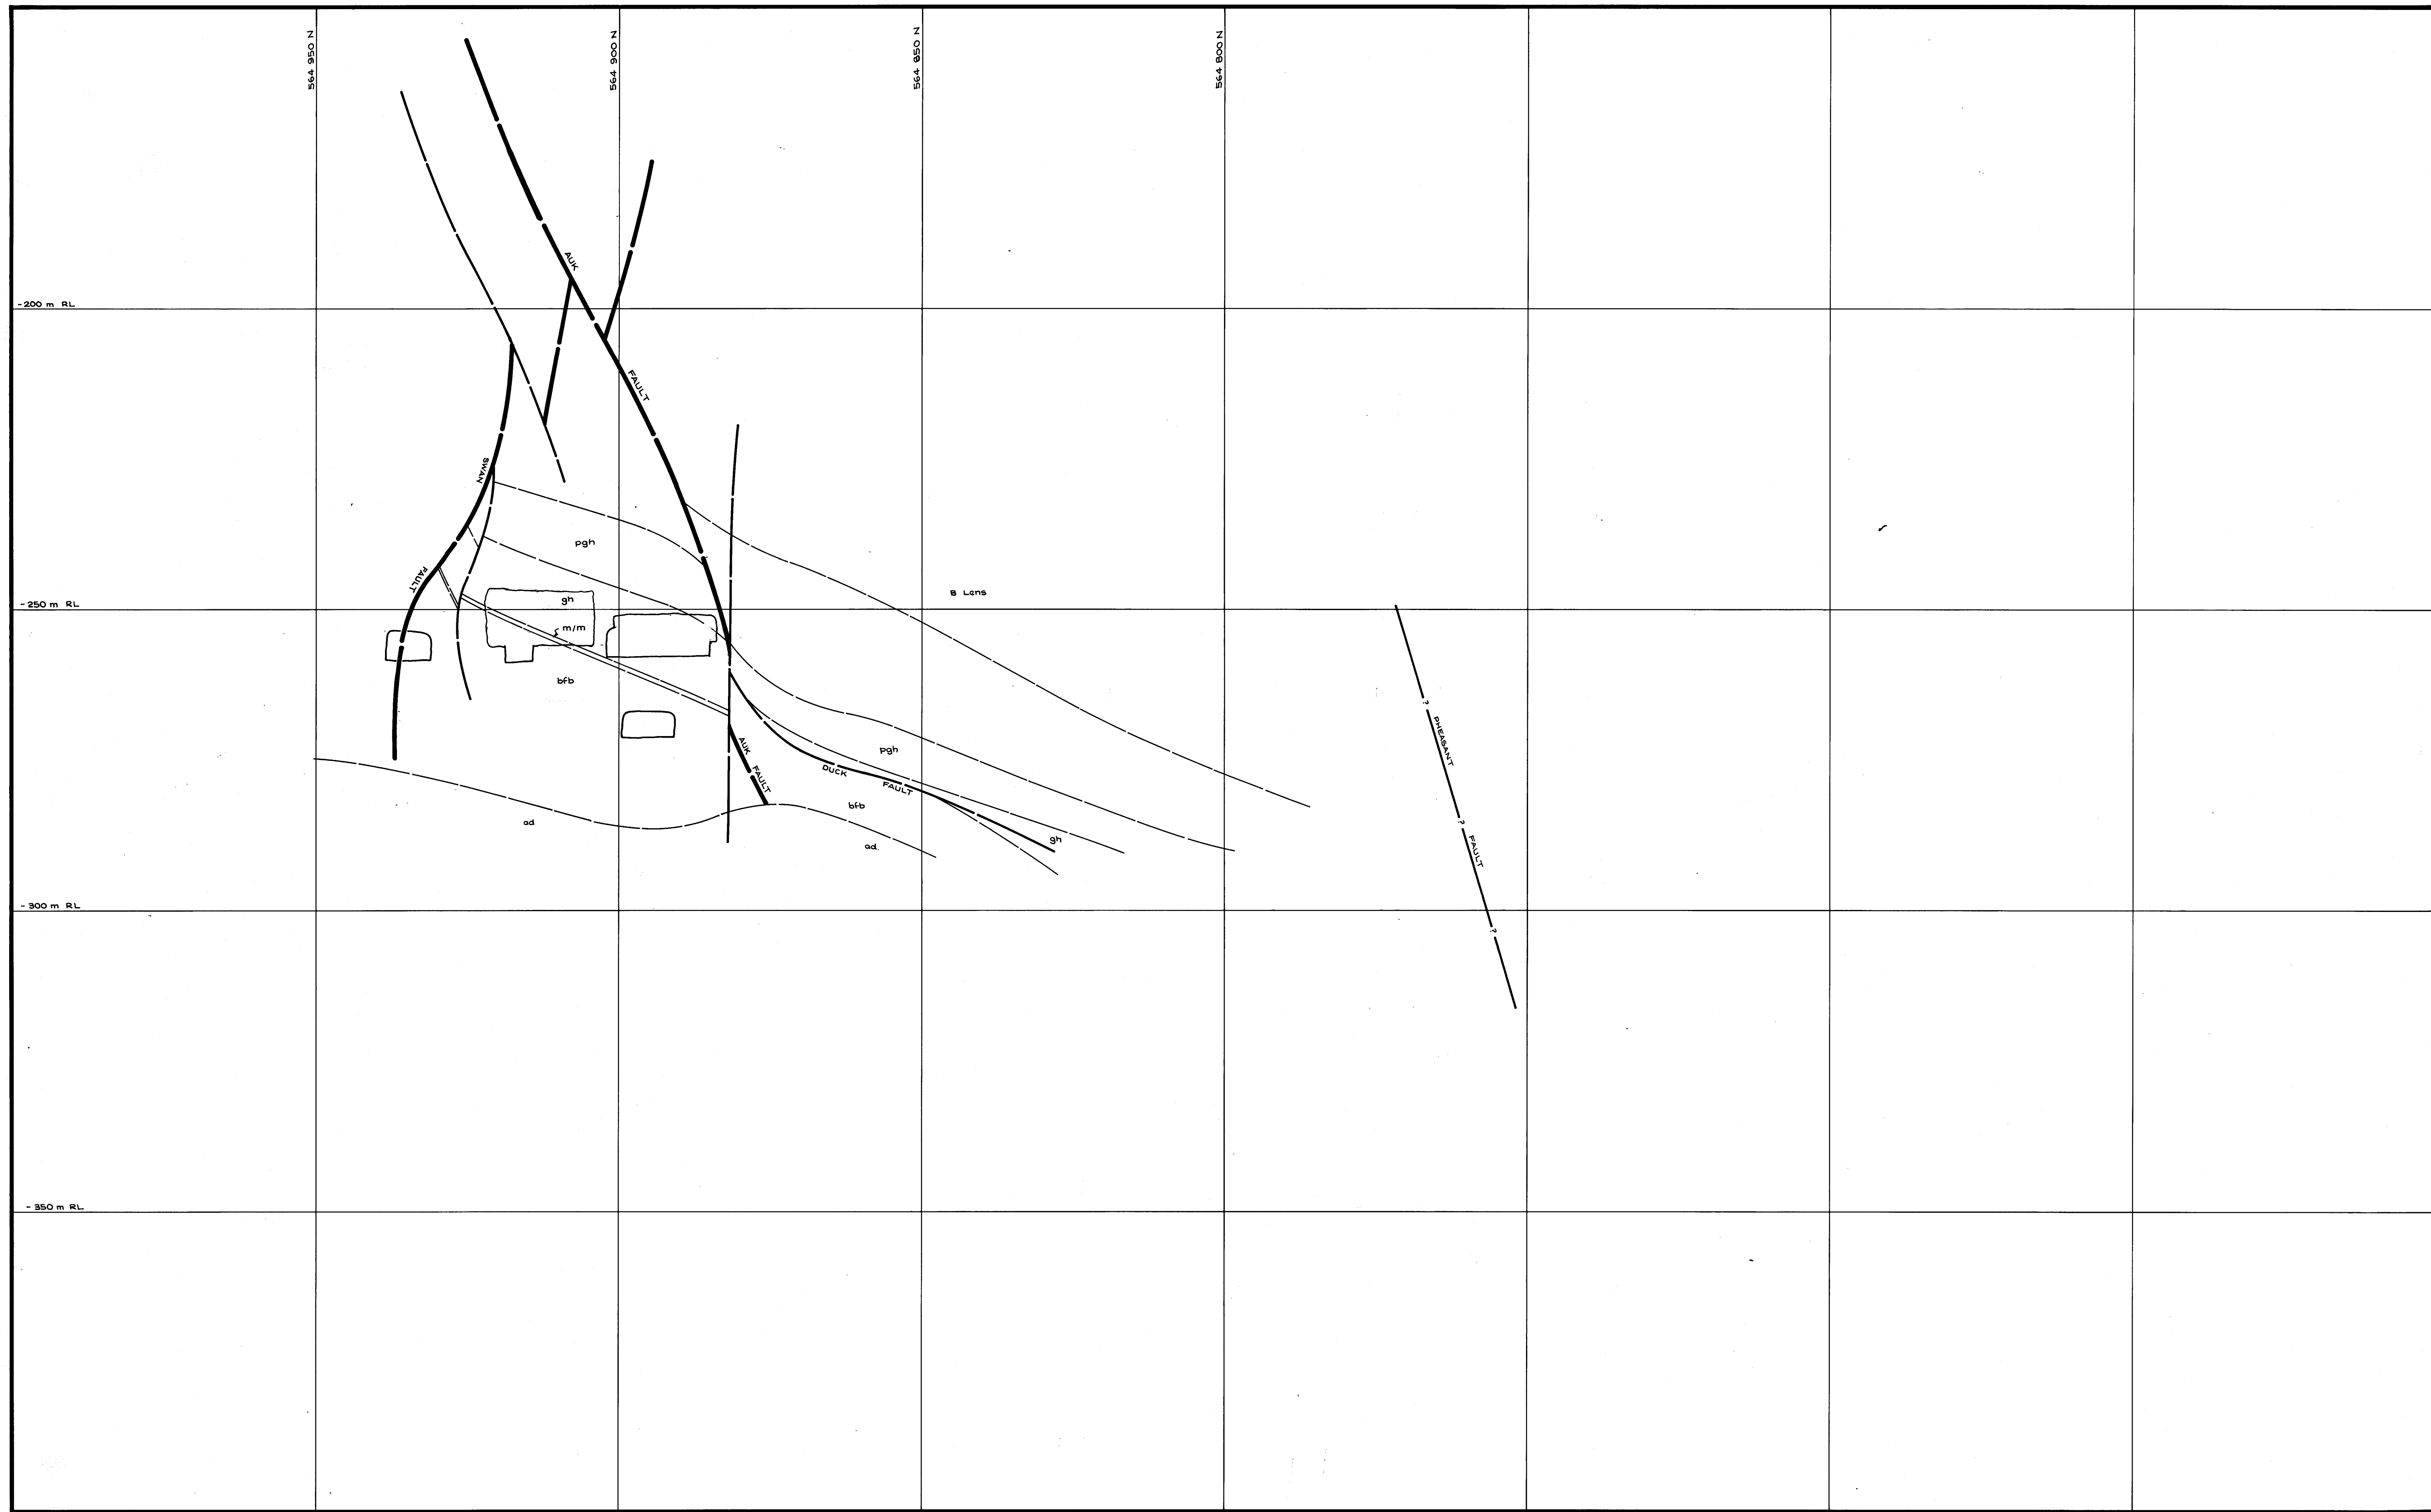 564 950 N
564 900 N
564 850 N
564 800 N
AUK
-200 m RL
FAULT
SWAN
pgh
FAULT
B Lens
-250 m RL
gh
m/m
bfb
? PHEASANT
AUK
FAULT
pgh
DUCK
FAULT
bfb
ad
? FAULT
gh
ad.
-300 m RL
?
-350 m RL